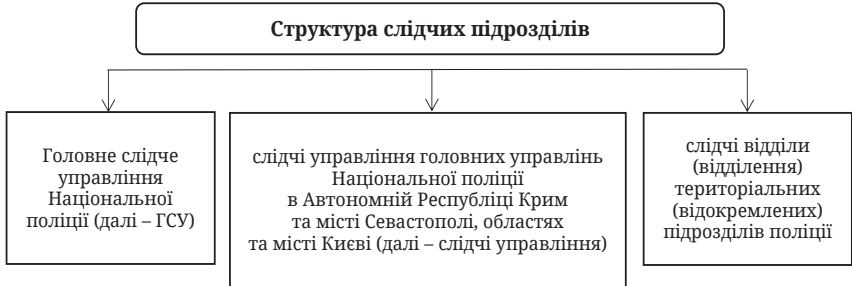 Структура слідчих підрозділів
Головне слідче
управління
Національної
поліції (далі – ГСУ)
слідчі управління головних управлінь
Національної поліції
в Автономній Республіці Крим
та місті Севастополі, областях
та місті Києві (далі – слідчі управління)
слідчі відділи
(відділення)
територіальних
(відокремлених)
підрозділів поліції